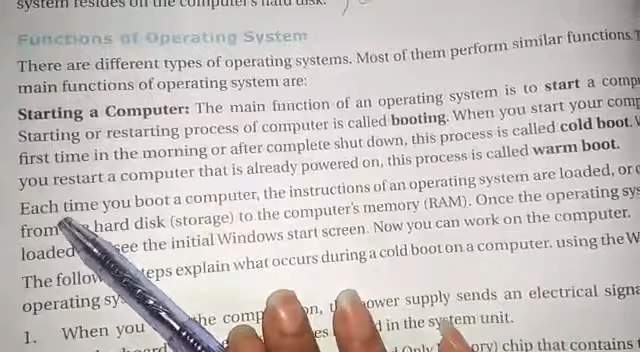 system resides on the computer's hard disk.
Functions of Operating System
There are different types of operating systems. Most of them perform similar functions. T
main functions of operating system are:
Starting a Computer: The main function of an operating system is to start a comp
Starting or restarting process of computer is called booting. When you start your comp
first time in the morning or after complete shut down, this process is called cold boot. W
you restart a computer that is already powered on, this process is called warm boot.
Each time you boot a computer, the instructions of an operating system are loaded, or c
from hard disk (storage) to the computer's memory (RAM). Once the operating sys
loaded see the initial Windows start screen. Now you can work on the computer.
The follow teps explain what occurs during a cold boot on a computer. using the W
operating sy
1. When you the comp on, power supply sends an electrical signa
in the system unit.
ory) chip that contains